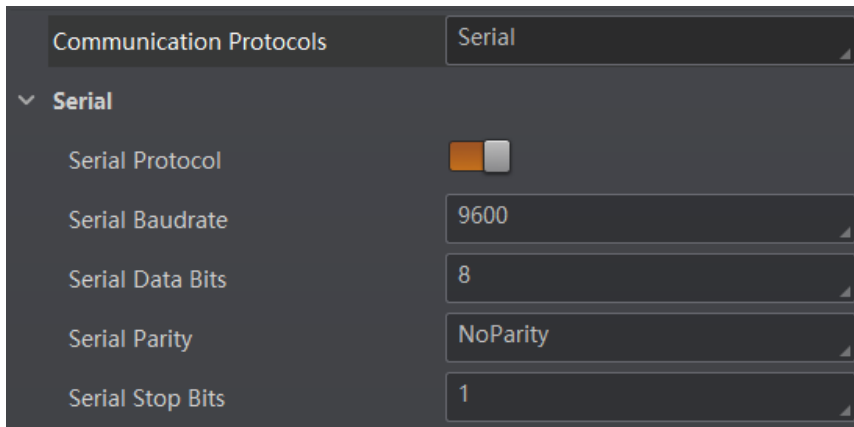 Communication Protocols Serial
Serial
Serial Protocol
Serial Baudrate 9600
Serial Data Bits 8
Serial Parity NoParity
Serial Stop Bits 1